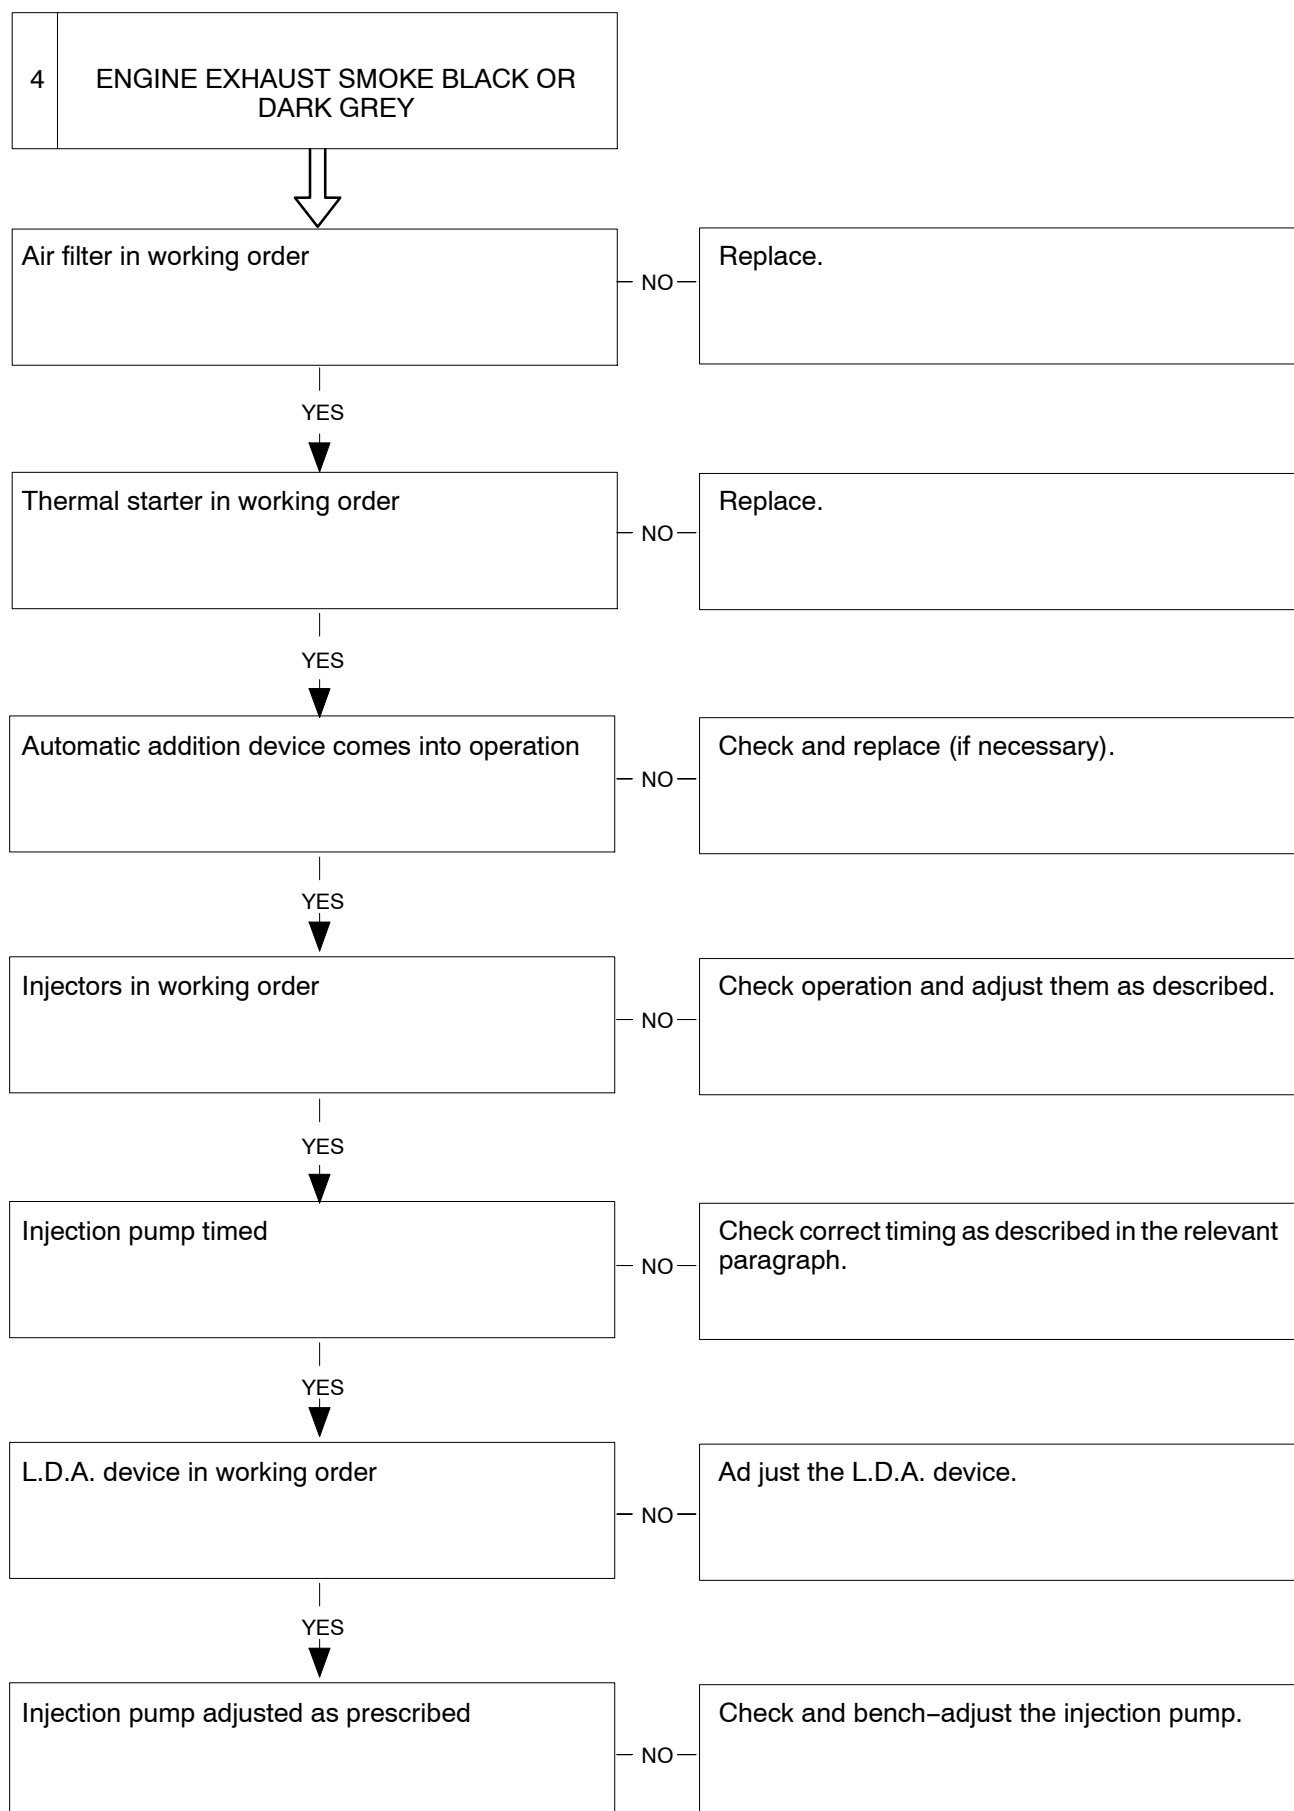 4
ENGINE EXHAUST SMOKE BLACK OR
DARK GREY
Air filter in working order
NO
Replace.
YES
Thermal starter in working order
NO
Replace.
YES
Automatic addition device comes into operation
NO
Check and replace (if necessary).
YES
Injectors in working order
NO
Check operation and adjust them as described.
YES
Injection pump timed
NO
Check correct timing as described in the relevant
paragraph.
YES
L.D.A. device in working order
NO
Ad just the L.D.A. device.
YES
Injection pump adjusted as prescribed
NO
Check and bench–adjust the injection pump.